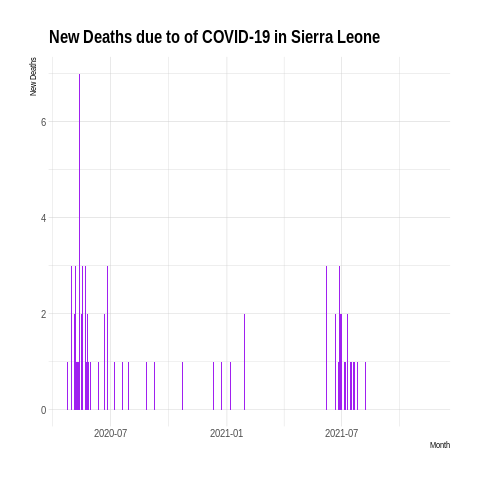 New Deaths due to of COVID-19 in Sierra Leone
New Deaths
6
4
2
0
2020-07 2021-01 2021-07
Month